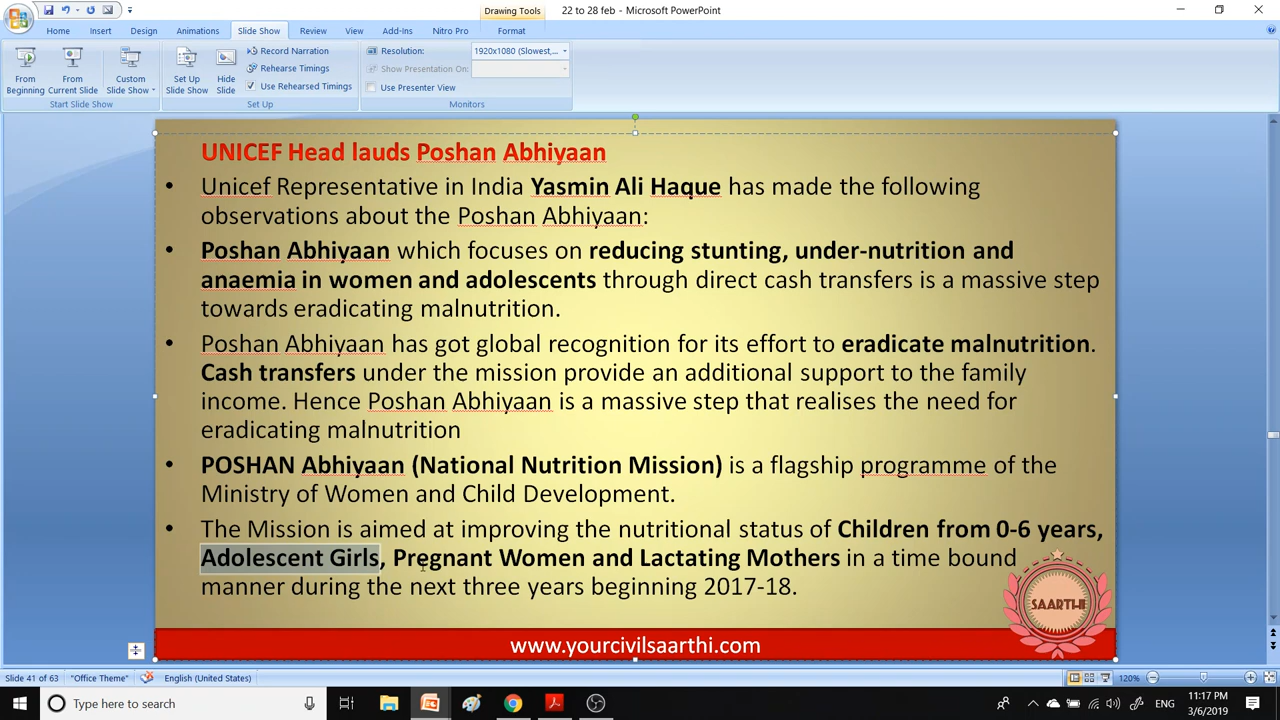 Drawing Tools
22 to 28 feb - Microsoft PowerPoint
Home Insert Design Animations Slide Show Review View Add-Ins Nitro Pro Format
From Beginning
From Current Slide
Custom Slide Show
Start Slide Show
Set Up Slide Show
Hide Slide
Record Narration
Rehearse Timings
Use Rehearsed Timings
Set Up
Resolution: 1920x1080 (Slowest,...
Show Presentation On:
Use Presenter View
Monitors
UNICEF Head lauds Poshan Abhiyaan
• Unicef Representative in India Yasmin Ali Haque has made the following
observations about the Poshan Abhiyaan:
• Poshan Abhiyaan which focuses on reducing stunting, under-nutrition and
anaemia in women and adolescents through direct cash transfers is a massive step
towards eradicating malnutrition.
• Poshan Abhiyaan has got global recognition for its effort to eradicate malnutrition.
Cash transfers under the mission provide an additional support to the family
income. Hence Poshan Abhiyaan is a massive step that realises the need for
eradicating malnutrition
• POSHAN Abhiyaan (National Nutrition Mission) is a flagship programme of the
Ministry of Women and Child Development.
• The Mission is aimed at improving the nutritional status of Children from 0-6 years,
Adolescent Girls, Pregnant Women and Lactating Mothers in a time bound
manner during the next three years beginning 2017-18.
SAARTHI
www.yourcivilsaarthi.com
Slide 41 of 63 "Office Theme" English (United States) 120%
Type here to search
ENG
11:17 PM
3/6/2019